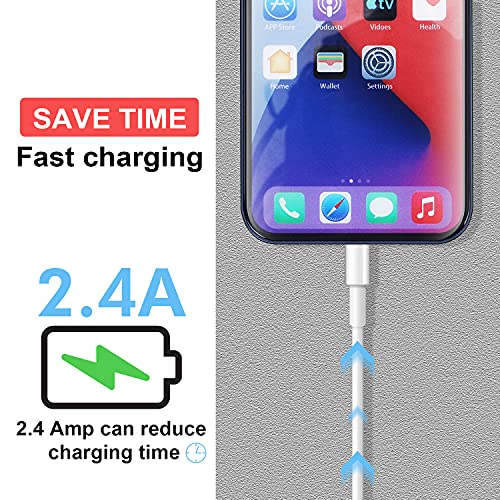 SAVE TIME
Fast charging
2.4A
2.4 Amp can reduce
charging time
APP Store Podcasts Vidoes Health
tv
Home Wallet Settings